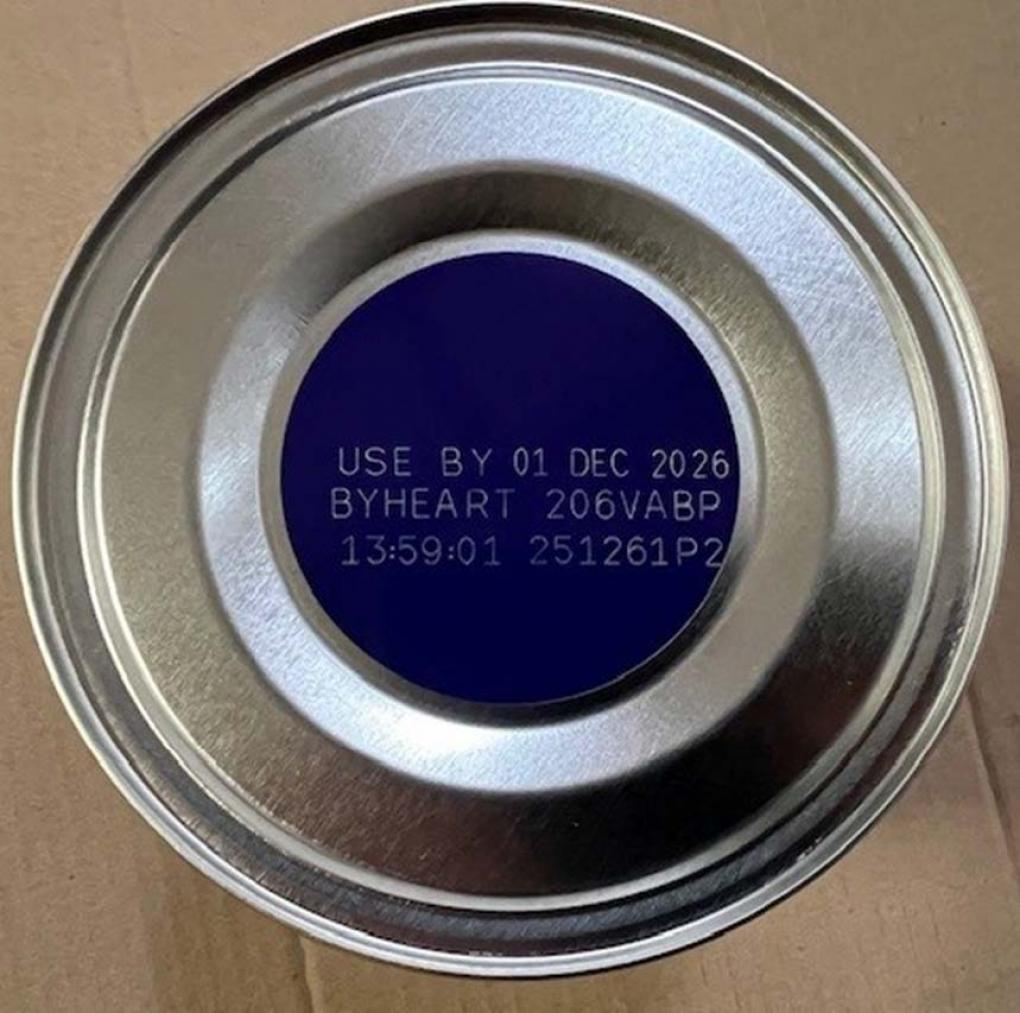 USE BY 01 DEC 2026
BYHEART 206VABP
13:59:01 251261P2